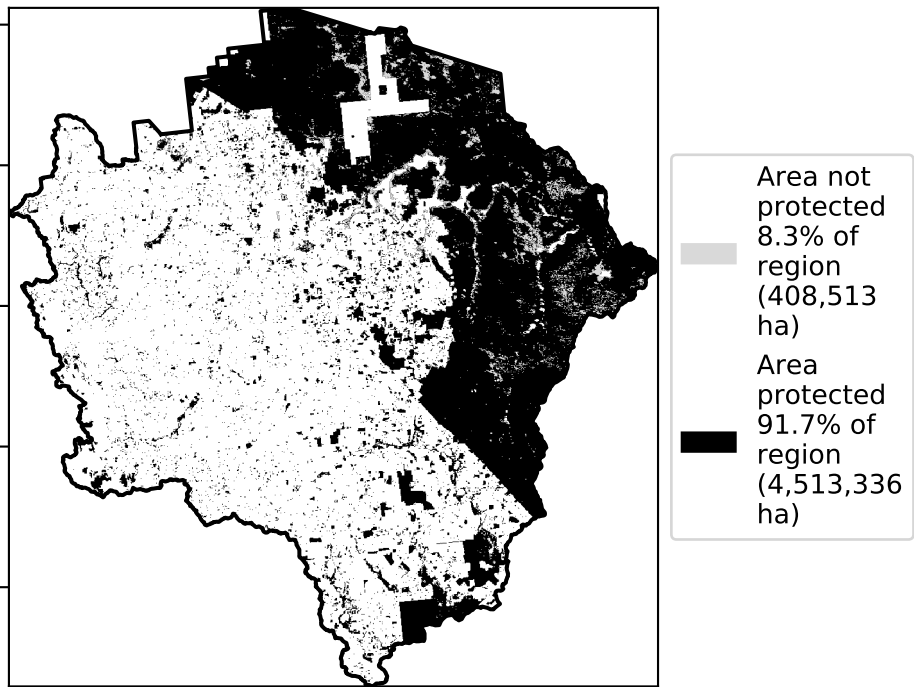 Area not
protected
8.3% of
region
(408,513
ha)
Area
protected
91.7% of
region
(4,513,336
ha)